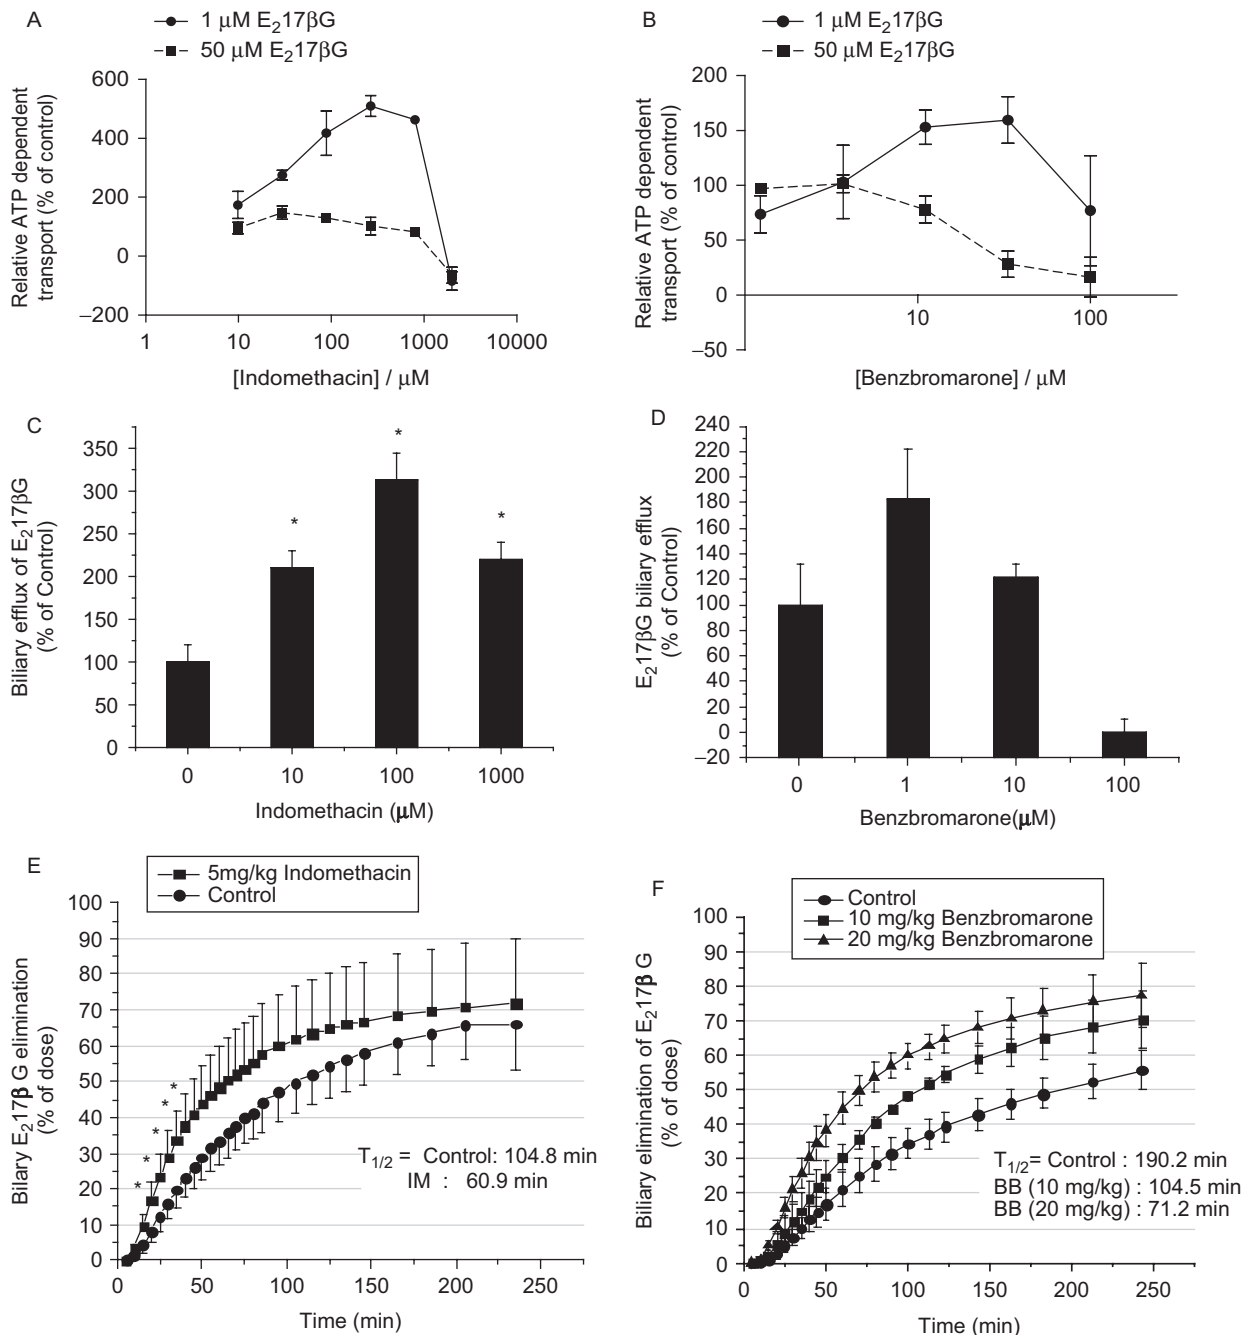 A
1 μM E₂17βG
50 μM E₂17βG
Relative ATP dependent
transport (% of control)
600
400
200
0
–200
1
10
100
1000
10000
[Indomethacin] / μM
B
1 μM E₂17βG
50 μM E₂17βG
Relative ATP dependent
transport (% of control)
200
150
100
50
0
–50
10
100
[Benzbromarone] / μM
C
Biliary efflux of E₂17βG
(% of Control)
350
300
250
200
150
100
50
0
*
*
*
0
10
100
1000
Indomethacin (μM)
D
E₂17βG biliary efflux
(% of Control)
240
220
200
180
160
140
120
100
80
60
40
20
0
–20
0
1
10
100
Benzbromarone(μM)
E
5mg/kg Indomethacin
Control
Bilary E₂17β G elimination
(% of dose)
100
90
80
70
60
50
40
30
20
10
0
*
*
*
*
*
T₁/₂ = Control: 104.8 min
IM : 60.9 min
0
50
100
150
200
250
Time (min)
F
Control
10 mg/kg Benzbromarone
20 mg/kg Benzbromarone
Biliary elimination of E₂17β G
(% of dose)
100
90
80
70
60
50
40
30
20
10
0
T₁/₂= Control : 190.2 min
BB (10 mg/kg) : 104.5 min
BB (20 mg/kg) : 71.2 min
0
50
100
150
200
250
Time (min)